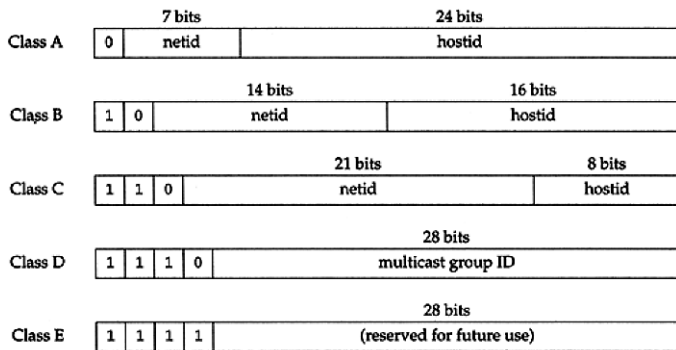 7 bits 24 bits
Class A 0 netid hostid
14 bits 16 bits
Class B 1 0 netid hostid
21 bits 8 bits
Class C 1 1 0 netid hostid
28 bits
Class D 1 1 1 0 multicast group ID
28 bits
Class E 1 1 1 1 (reserved for future use)